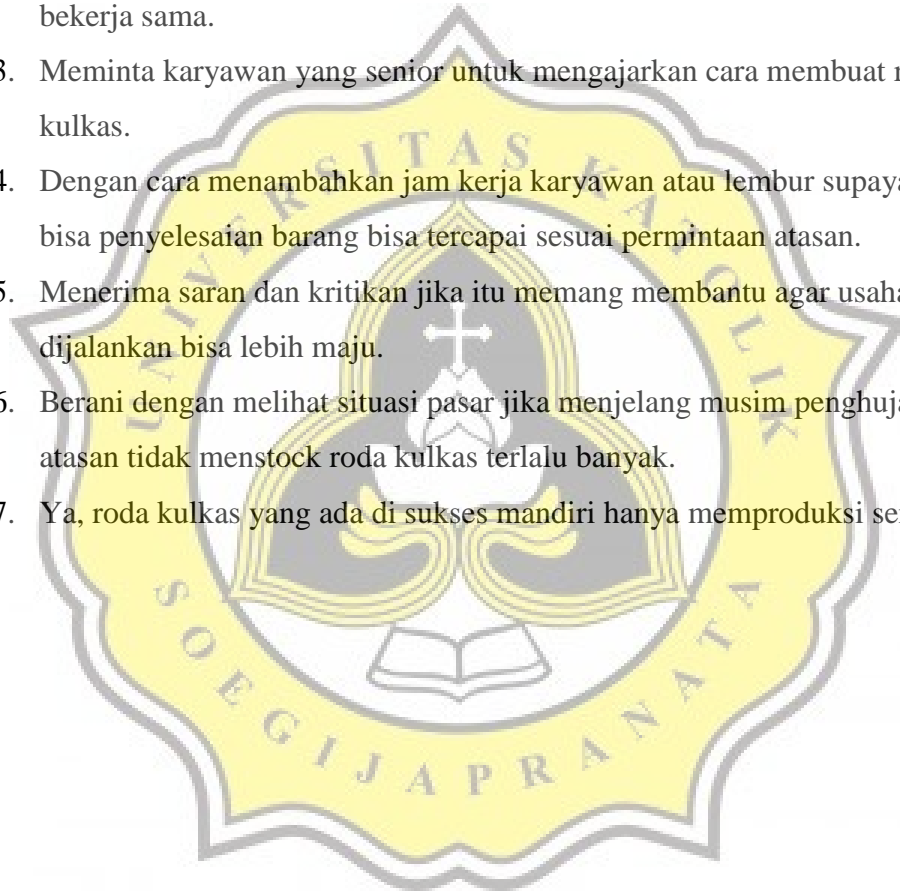 bekerja sama.
3. Meminta karyawan yang senior untuk mengajarkan cara membuat
kulkas.
4. Dengan cara menambahkan jam kerja karyawan atau lembur supaya
bisa penyelesaian barang bisa tercapai sesuai permintaan atasan.
5. Menerima saran dan kritikan jika itu memang membantu agar usaha
dijalankan bisa lebih maju.
6. Berani dengan melihat situasi pasar jika menjelang musim
atasan tidak menstock roda kulkas terlalu banyak.
7. Ya, roda kulkas yang ada di sukses mandiri hanya memproduksi
UNIVERSITAS KATOLIK
SOEGIJAPRANATA